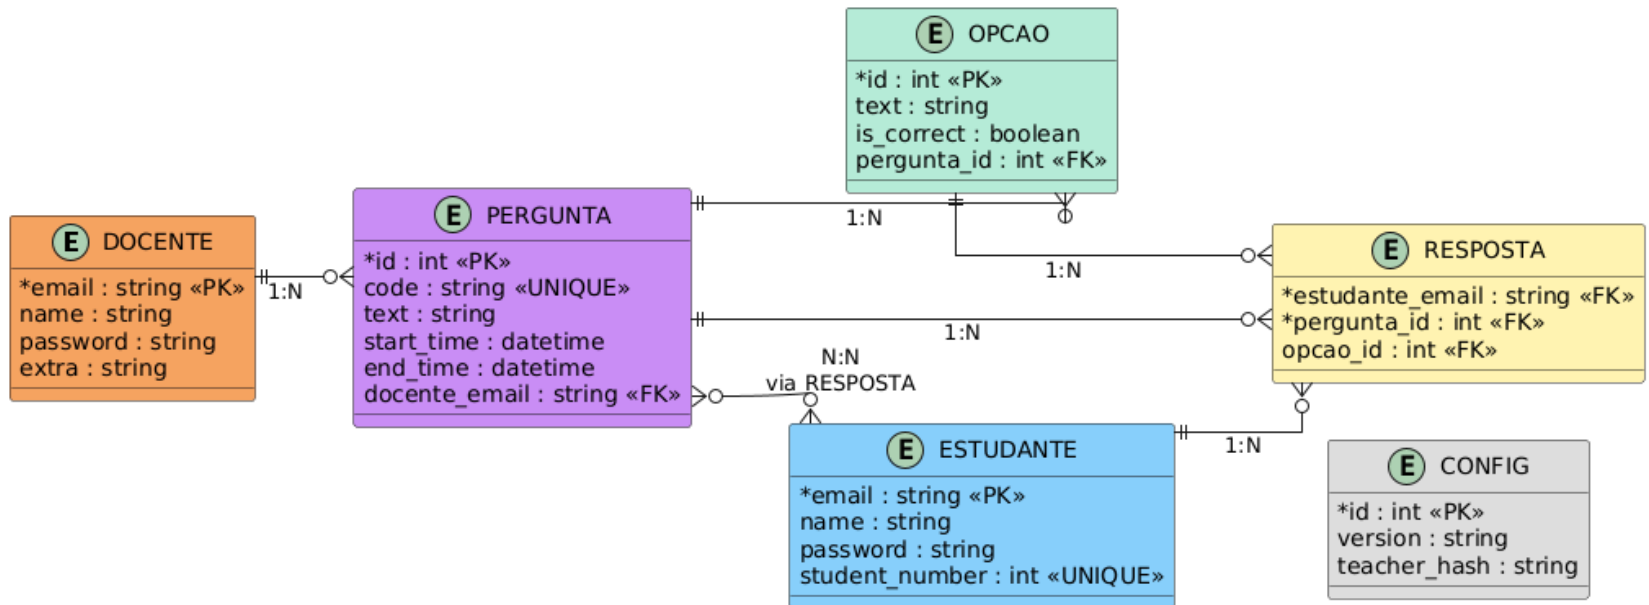 E OPCAO
*id : int «PK»
text : string
is_correct : boolean
pergunta_id : int «FK»
E DOCENTE
*email : string «PK»
name : string
password : string
extra : string
1:N
E PERGUNTA
*id : int «PK»
code : string «UNIQUE»
text : string
start_time : datetime
end_time : datetime
docente_email : string «FK»
1:N
1:N
1:N
N:N
via RESPOSTA
E RESPOSTA
*estudante_email : string «FK»
*pergunta_id : int «FK»
opcao_id : int «FK»
E ESTUDANTE
*email : string «PK»
name : string
password : string
student_number : int «UNIQUE»
1:N
E CONFIG
*id : int «PK»
version : string
teacher_hash : string